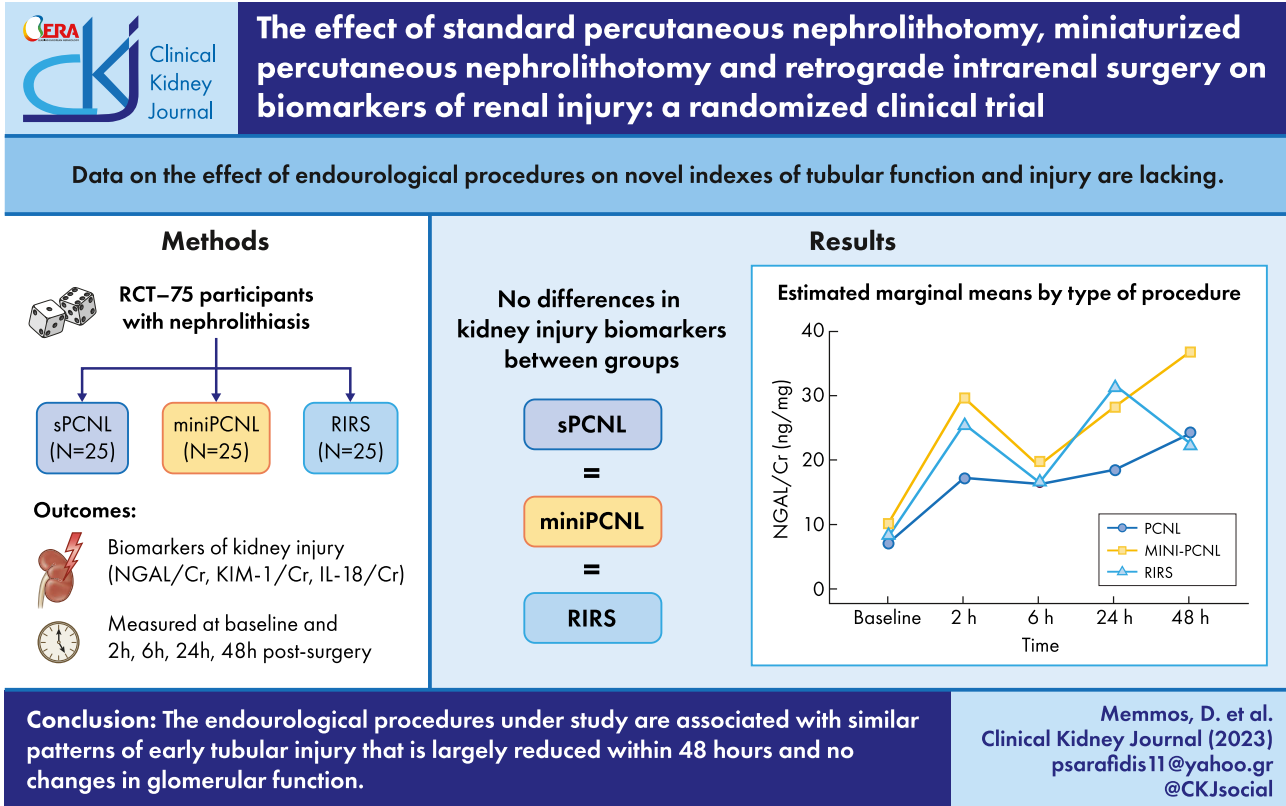 ERA
CKJ
Clinical
Kidney
Journal
The effect of standard percutaneous nephrolithotomy, miniaturized
percutaneous nephrolithotomy and retrograde intrarenal surgery on
biomarkers of renal injury: a randomized clinical trial
Data on the effect of endourological procedures on novel indexes of tubular function and injury are lacking.
Methods
RCT–75 participants
with nephrolithiasis
sPCNL
(N=25)
miniPCNL
(N=25)
RIRS
(N=25)
Outcomes:
Biomarkers of kidney injury
(NGAL/Cr, KIM-1/Cr, IL-18/Cr)
Measured at baseline and
2h, 6h, 24h, 48h post-surgery
Results
No differences in
kidney injury biomarkers
between groups
sPCNL
=
miniPCNL
=
RIRS
Estimated marginal means by type of procedure
NGAL/Cr (ng/mg)
40
30
20
10
0
Baseline 2 h 6 h 24 h 48 h
Time
PCNL
MINI-PCNL
RIRS
Conclusion: The endourological procedures under study are associated with similar
patterns of early tubular injury that is largely reduced within 48 hours and no
changes in glomerular function.
Memmos, D. et al.
Clinical Kidney Journal (2023)
psarafidis11@yahoo.gr
@CKJsocial